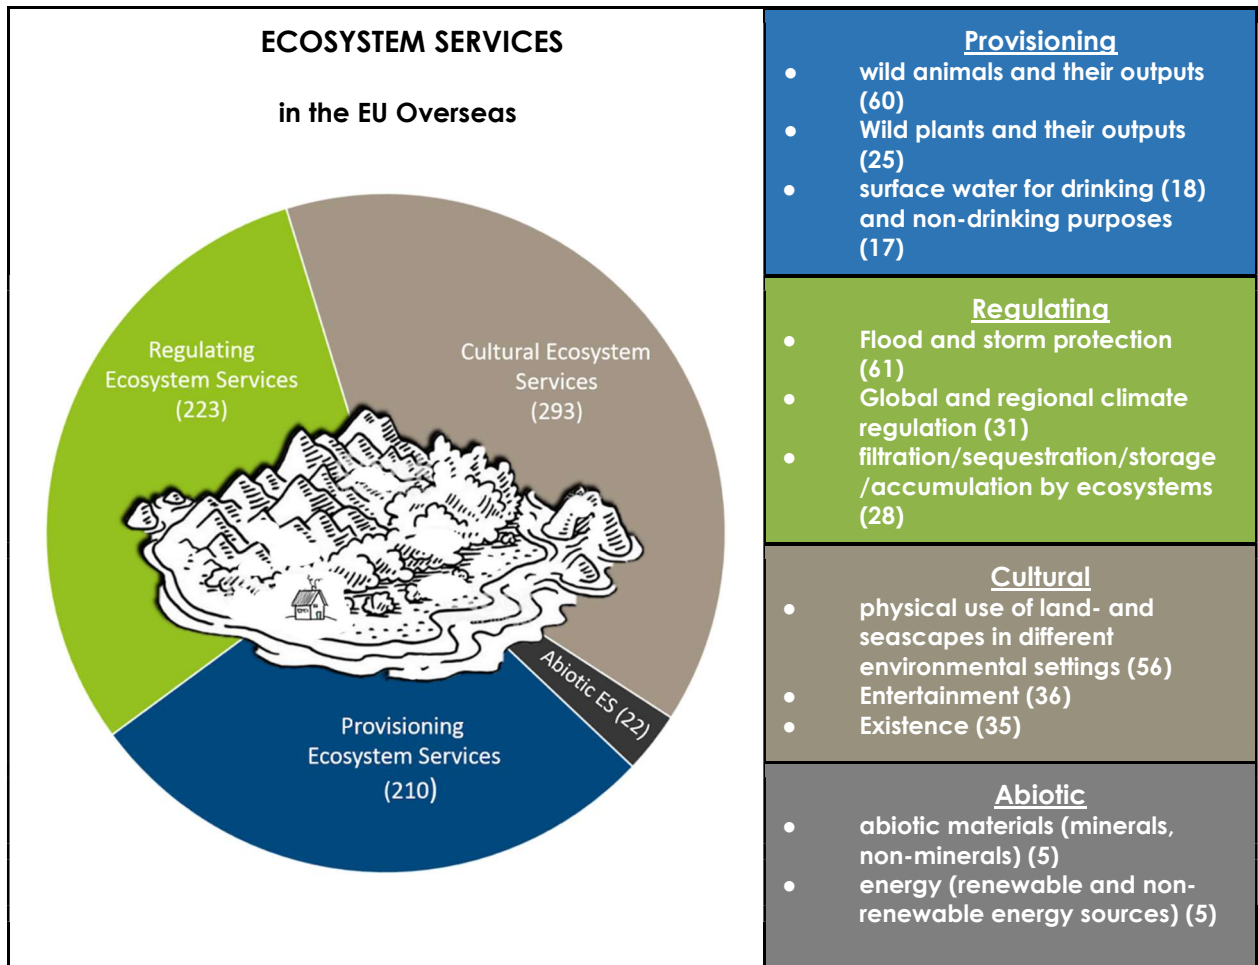 ECOSYSTEM SERVICES
in the EU Overseas
Regulating
Ecosystem Services
(223)
Cultural Ecosystem
Services
(293)
Abiotic ES (22)
Provisioning
Ecosystem Services
(210)
Provisioning
● wild animals and their outputs
(60)
● Wild plants and their outputs
(25)
● surface water for drinking (18)
and non-drinking purposes
(17)
Regulating
● Flood and storm protection
(61)
● Global and regional climate
regulation (31)
● filtration/sequestration/storage
/accumulation by ecosystems
(28)
Cultural
● physical use of land- and
seascapes in different
environmental settings (56)
● Entertainment (36)
● Existence (35)
Abiotic
● abiotic materials (minerals,
non-minerals) (5)
● energy (renewable and non-
renewable energy sources) (5)